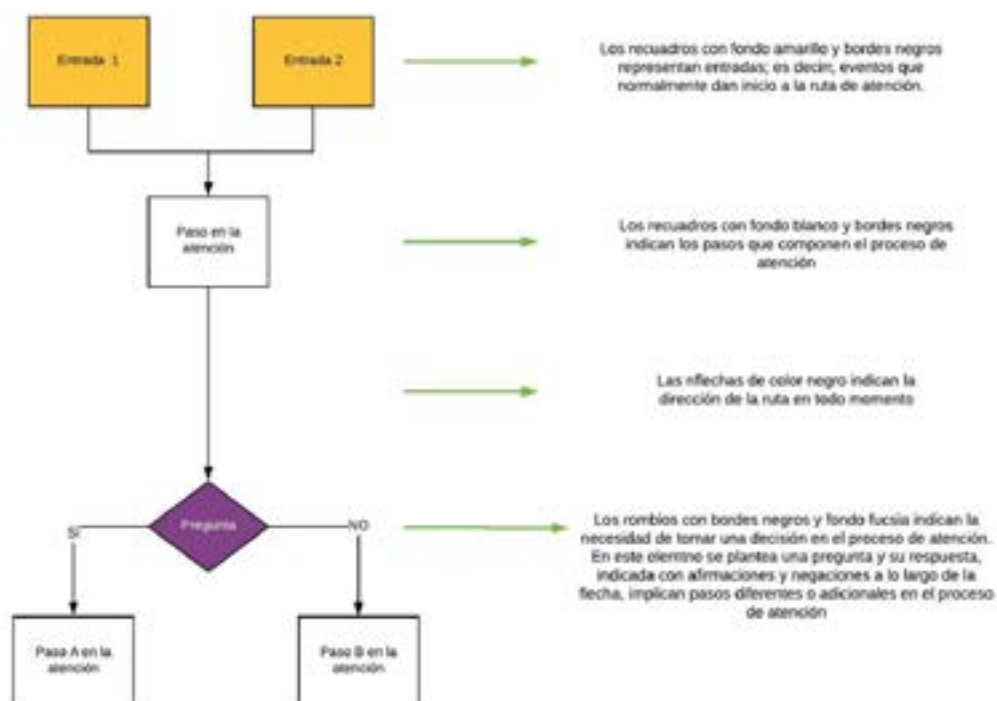 Entrada 1
Entrada 2
Los recuadros con fondo amarillo y bordes negros
representan entradas; es decir, eventos que
normalmente dan inicio a la ruta de atención.
Paso en la
atención
Los recuadros con fondo blanco y bordes negros
indican los pasos que componen el proceso de
atención
Las nflechas de color negro indican la
dirección de la ruta en todo momento
Pregunta
SI
NO
Los rombios con bordes negros y fondo fucsia indican la
necesidad de tomar una decisión en el proceso de atención.
En este elemtno se plantea una pregunta y su respuesta,
indicada con afirmaciones y negaciones a lo largo de la
flecha, implican pasos diferentes o adicionales en el proceso
de atención
Paso A en la
atención
Paso B en la
atención